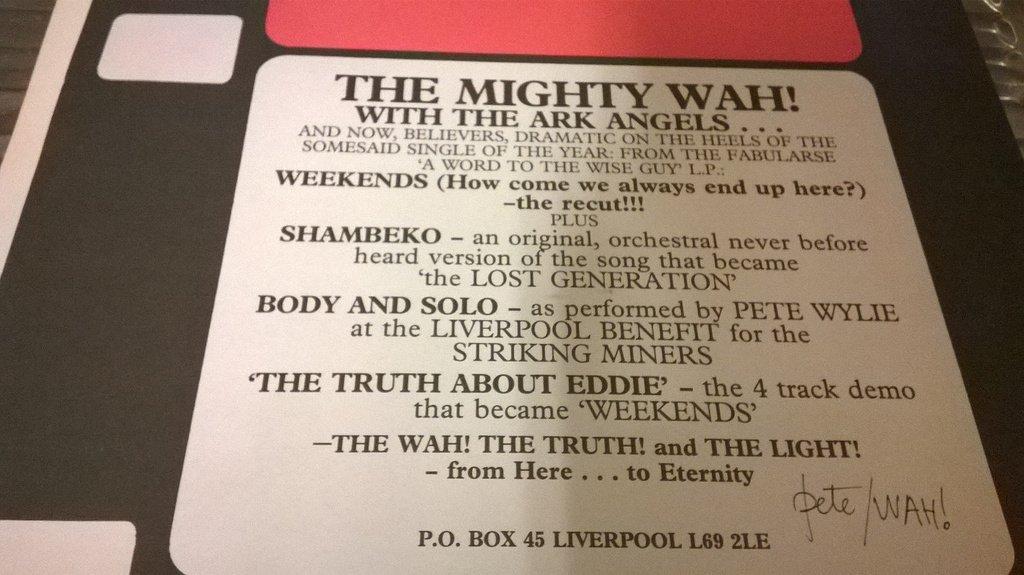 THE MIGHTY WAH!
WITH THE ARK ANGELS . . .
AND NOW, BELIEVERS, DRAMATIC ON THE HEELS OF THE
SOMESAID SINGLE OF THE YEAR: FROM THE FABULARSE
'A WORD TO THE WISE GUY' L.P.:
WEEKENDS (How come we always end up here?)
–the recut!!!
PLUS
SHAMBEKO – an original, orchestral never before
heard version of the song that became
'the LOST GENERATION'
BODY AND SOLO – as performed by PETE WYLIE
at the LIVERPOOL BENEFIT for the
STRIKING MINERS
'THE TRUTH ABOUT EDDIE' – the 4 track demo
that became 'WEEKENDS'
—THE WAH! THE TRUTH! and THE LIGHT!
– from Here . . . to Eternity
pete/WAH!
P.O. BOX 45 LIVERPOOL L69 2LE